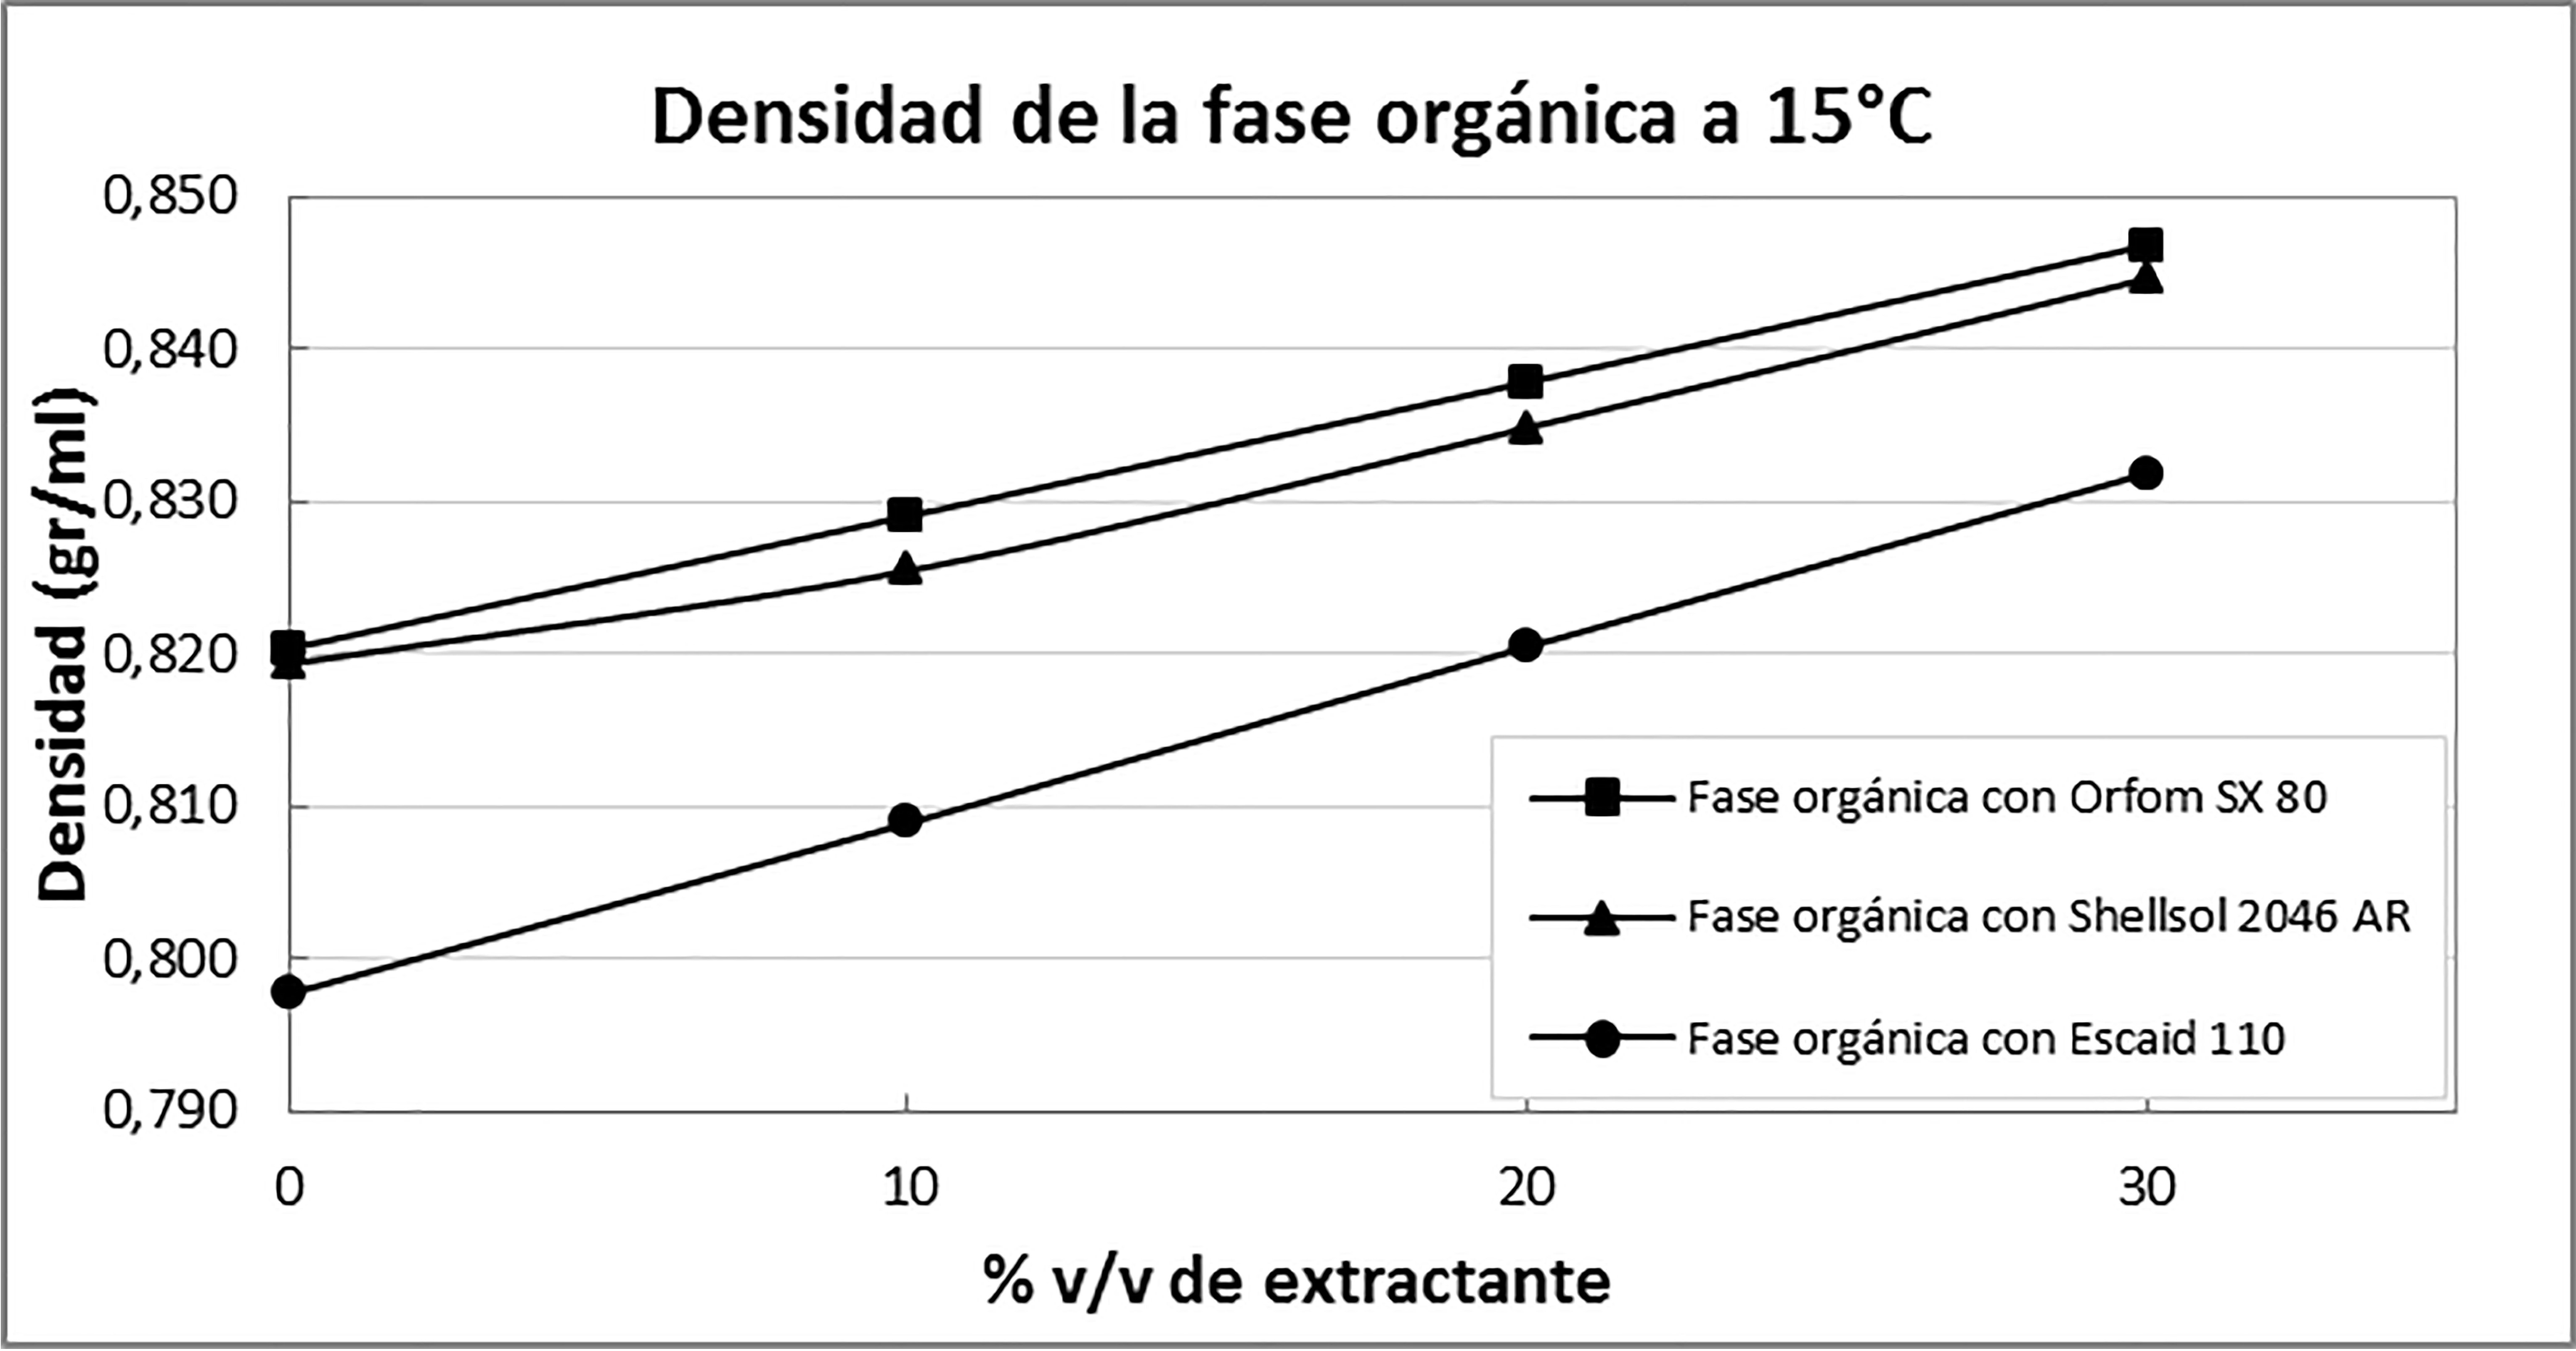 Densidad de la fase orgánica a 15°C
0,850
0,840
0,830
0,820
0,810
0,800
0,790
Densidad (gr/ml)
Fase orgánica con Orfom SX 80
Fase orgánica con Shellsol 2046 AR
Fase orgánica con Escaid 110
0 10 20 30
% v/v de extractante